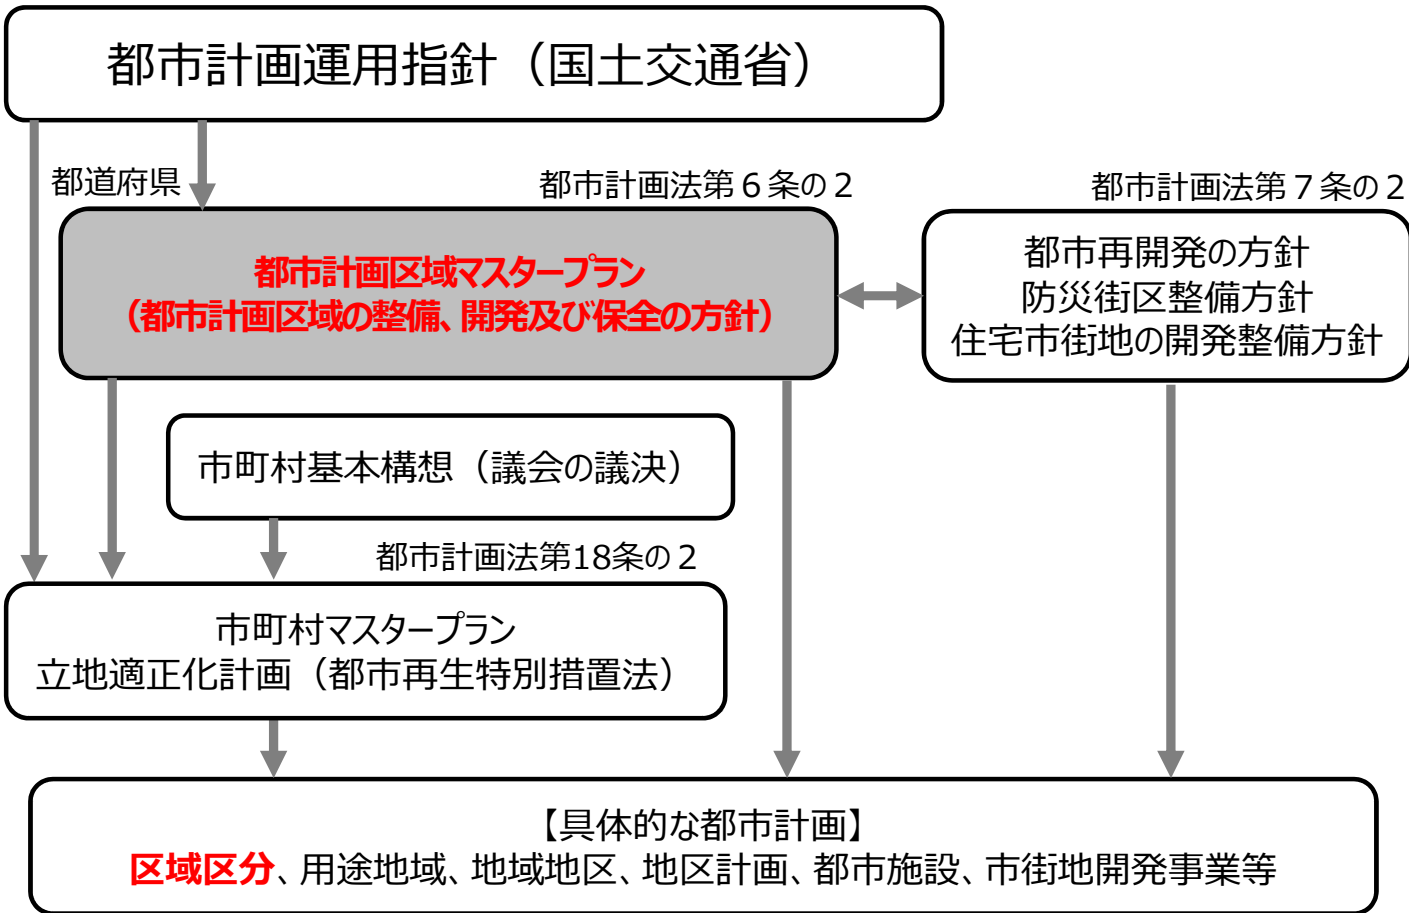 都市計画運用指針（国土交通省）
都道府県
都市計画法第６条の２
都市計画法第７条の２
都市計画区域マスタープラン
（都市計画区域の整備、開発及び保全の方針）
都市再開発の方針
防災街区整備方針
住宅市街地の開発整備方針
市町村基本構想（議会の議決）
都市計画法第18条の２
市町村マスタープラン
立地適正化計画（都市再生特別措置法）
【具体的な都市計画】
区域区分、用途地域、地域地区、地区計画、都市施設、市街地開発事業等